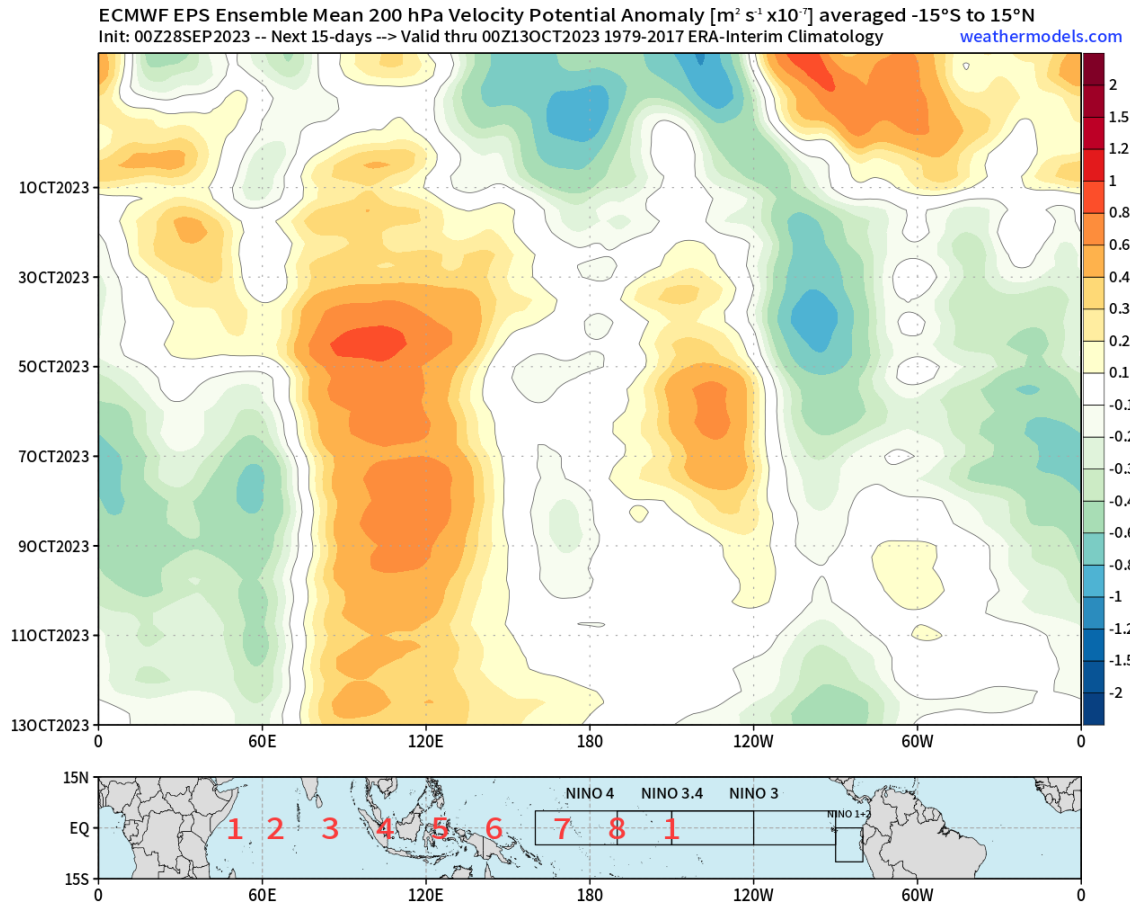 ECMWF EPS Ensemble Mean 200 hPa Velocity Potential Anomaly [m² s⁻¹ x10⁻⁷] averaged -15°S to 15°N
Init: 00Z28SEP2023 -- Next 15-days --> Valid thru 00Z13OCT2023 1979-2017 ERA-Interim Climatology
weathermodels.com
2
1.5
1.2
1
0.8
0.6
0.4
0.3
0.2
0.1
-0.1
-0.2
-0.3
-0.4
-0.6
-0.8
-1
-1.2
-1.5
-2
1OCT2023
3OCT2023
5OCT2023
7OCT2023
9OCT2023
11OCT2023
13OCT2023
0 60E 120E 180 120W 60W 0
15N
EQ
15S
NINO 4 NINO 3.4 NINO 3
NINO 1+2
1 2 3 4 5 6 7 8 1
0 60E 120E 180 120W 60W 0